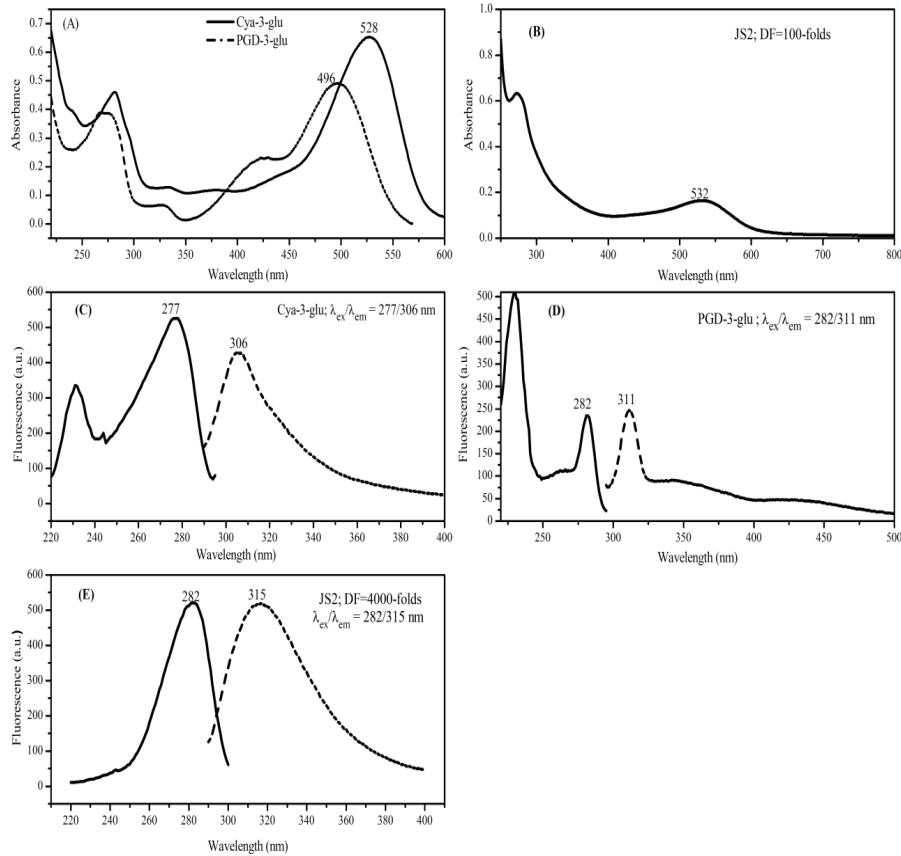 (A)
Cya-3-glu
PGD-3-glu
528
496
0.7
0.6
0.5
0.4
0.3
0.2
0.1
0.0
Absorbance
250 300 350 400 450 500 550 600
Wavelength (nm)
(B)
JS2; DF=100-folds
532
1.0
0.8
0.6
0.4
0.2
0.0
Absorbance
300 400 500 600 700 800
Wavelength (nm)
(C)
Cya-3-glu; λex/λem = 277/306 nm
277
306
600
500
400
300
200
100
0
Fluorescence (a.u.)
220 240 260 280 300 320 340 360 380 400
Wavelength (nm)
(D)
PGD-3-glu ; λex/λem = 282/311 nm
282
311
500
450
400
350
300
250
200
150
100
50
0
Fluorescence (a.u.)
250 300 350 400 450 500
Wavelength (nm)
(E)
JS2; DF=4000-folds
λex/λem = 282/315 nm
282
315
600
500
400
300
200
100
0
Fluorescence (a.u.)
220 240 260 280 300 320 340 360 380 400
Wavelength (nm)